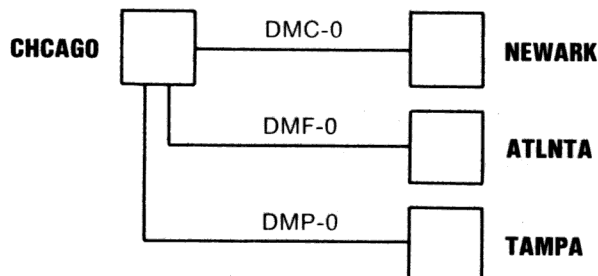 CHCAGO
DMC-0
NEWARK
DMF-0
ATLNTA
DMP-0
TAMPA